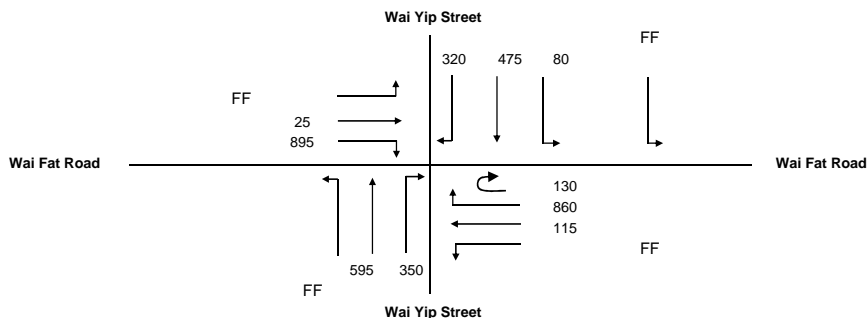 Wai Yip Street
FF
320 475 80
FF
25
895
Wai Fat Road
Wai Fat Road
130
860
115
FF
595 350
FF
Wai Yip Street